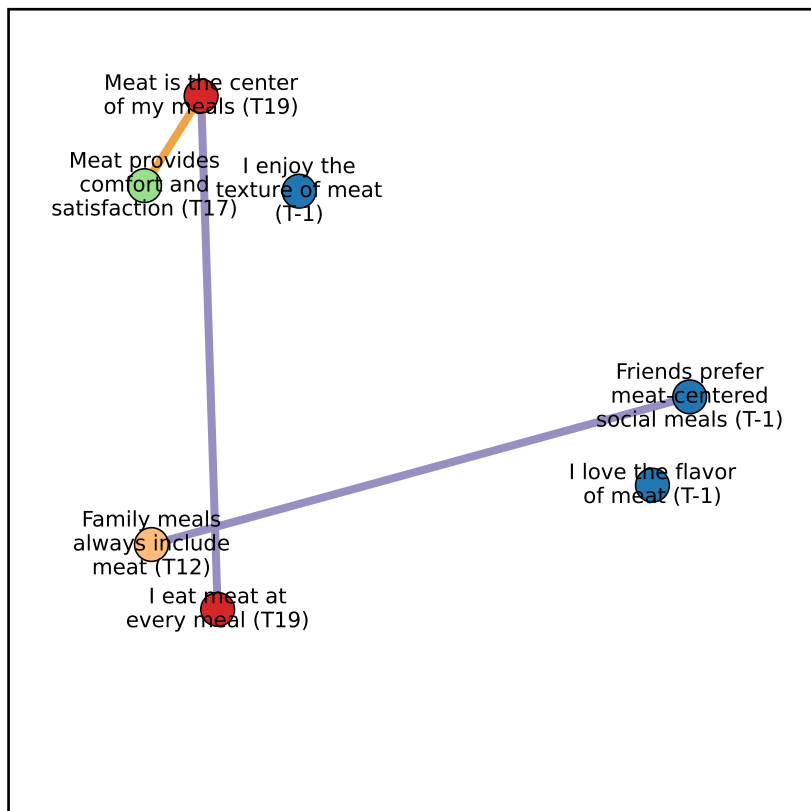 Meat is the center
of my meals (T19)
Meat provides
comfort and
satisfaction (T17)
I enjoy the
texture of meat
(T-1)
Friends prefer
meat-centered
social meals (T-1)
I love the flavor
of meat (T-1)
Family meals
always include
meat (T12)
I eat meat at
every meal (T19)